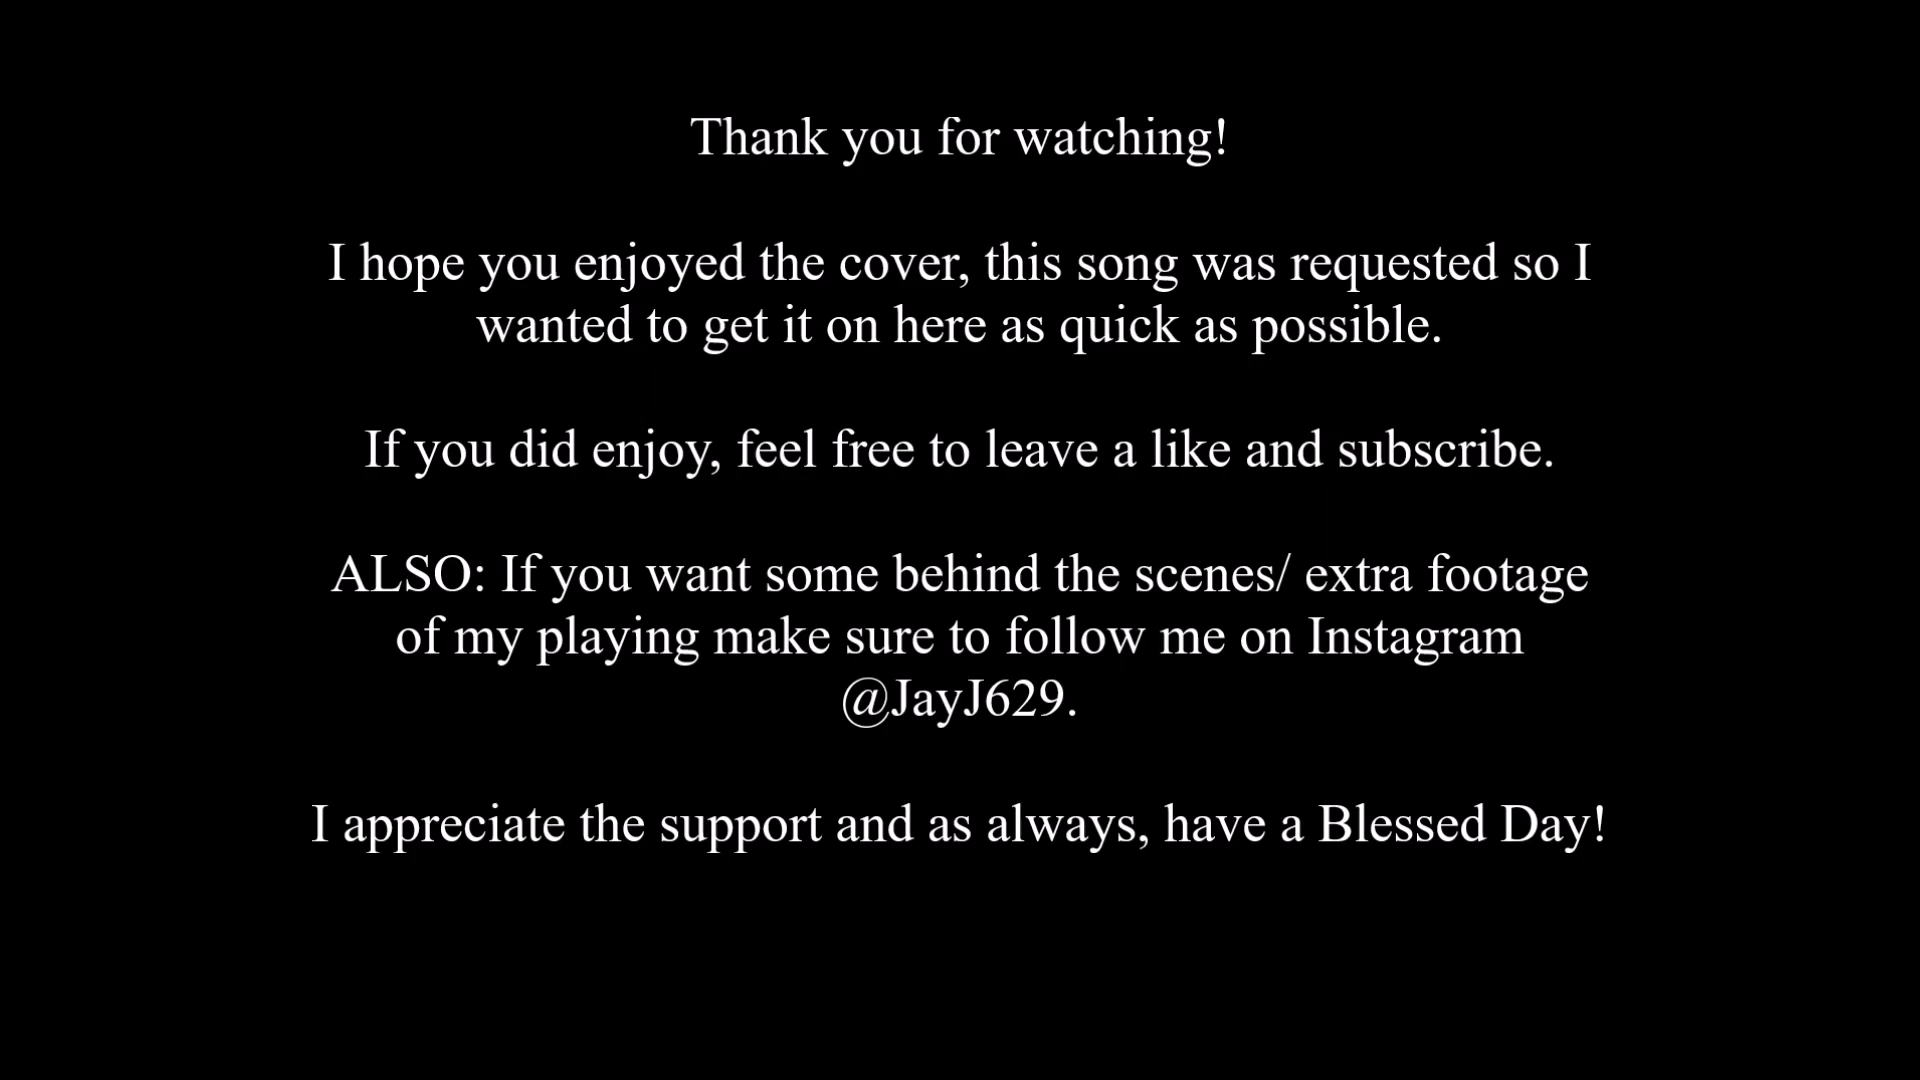 Thank you for watching!
I hope you enjoyed the cover, this song was requested so I
wanted to get it on here as quick as possible.
If you did enjoy, feel free to leave a like and subscribe.
ALSO: If you want some behind the scenes/ extra footage
of my playing make sure to follow me on Instagram
@JayJ629.
I appreciate the support and as always, have a Blessed Day!